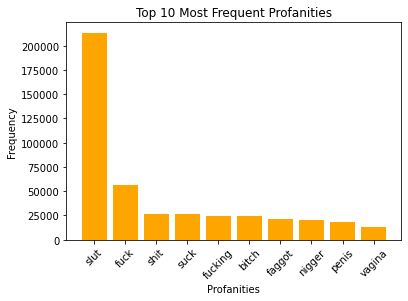 Top 10 Most Frequent Profanities
Frequency
200000
175000
150000
125000
100000
75000
50000
25000
0
slut
fuck
shit
suck
fucking
bitch
faggot
nigger
penis
vagina
Profanities